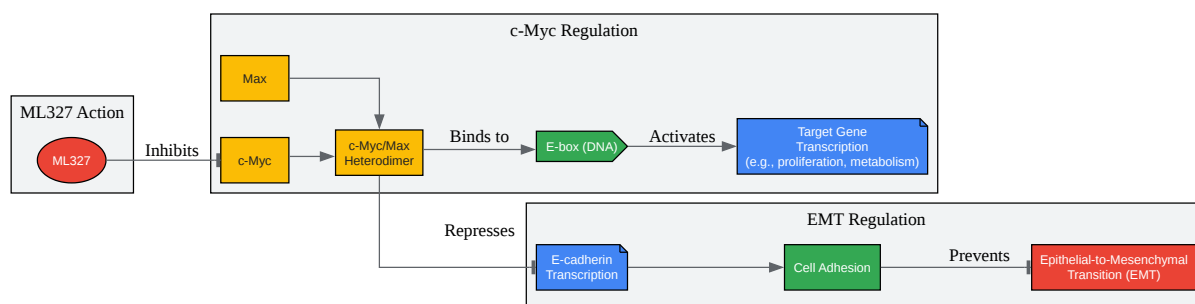 c-Myc Regulation
Max
ML327 Action
ML327
Inhibits
c-Myc
c-Myc/Max
Heterodimer
Binds to
E-box (DNA)
Activates
Target Gene
Transcription
(e.g., proliferation, metabolism)
Represses
EMT Regulation
E-cadherin
Transcription
Cell Adhesion
Prevents
Epithelial-to-Mesenchymal
Transition (EMT)